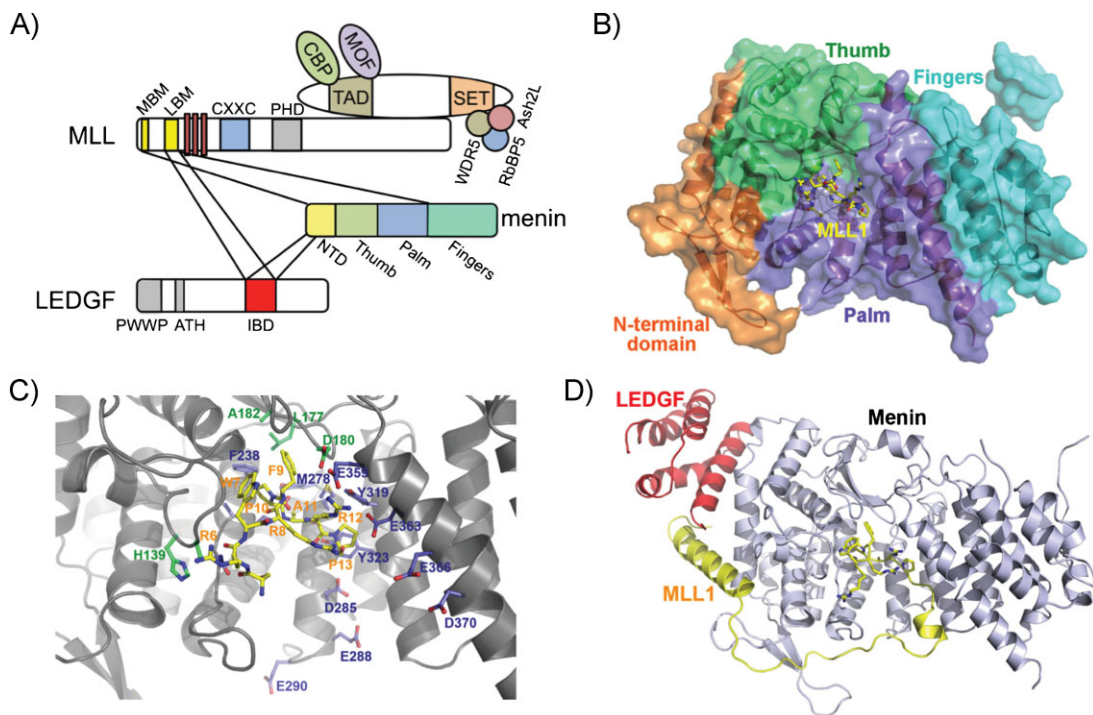 A)
CBP
MOF
TAD
SET
Ash2L
RbBP5
WDR5
MBM
LBM
CXXC
PHD
MLL
menin
NTD
Thumb
Palm
Fingers
LEDGF
PWWP
ATH
IBD
B)
Thumb
Fingers
MLL1
Palm
N-terminal
domain
C)
A182
L177
D180
F238
F9
M278
E359
W7
Y319
P10
A11
R12
E363
R6
R8
H139
Y323
P13
E366
D285
D370
E288
E290
D)
LEDGF
Menin
MLL1